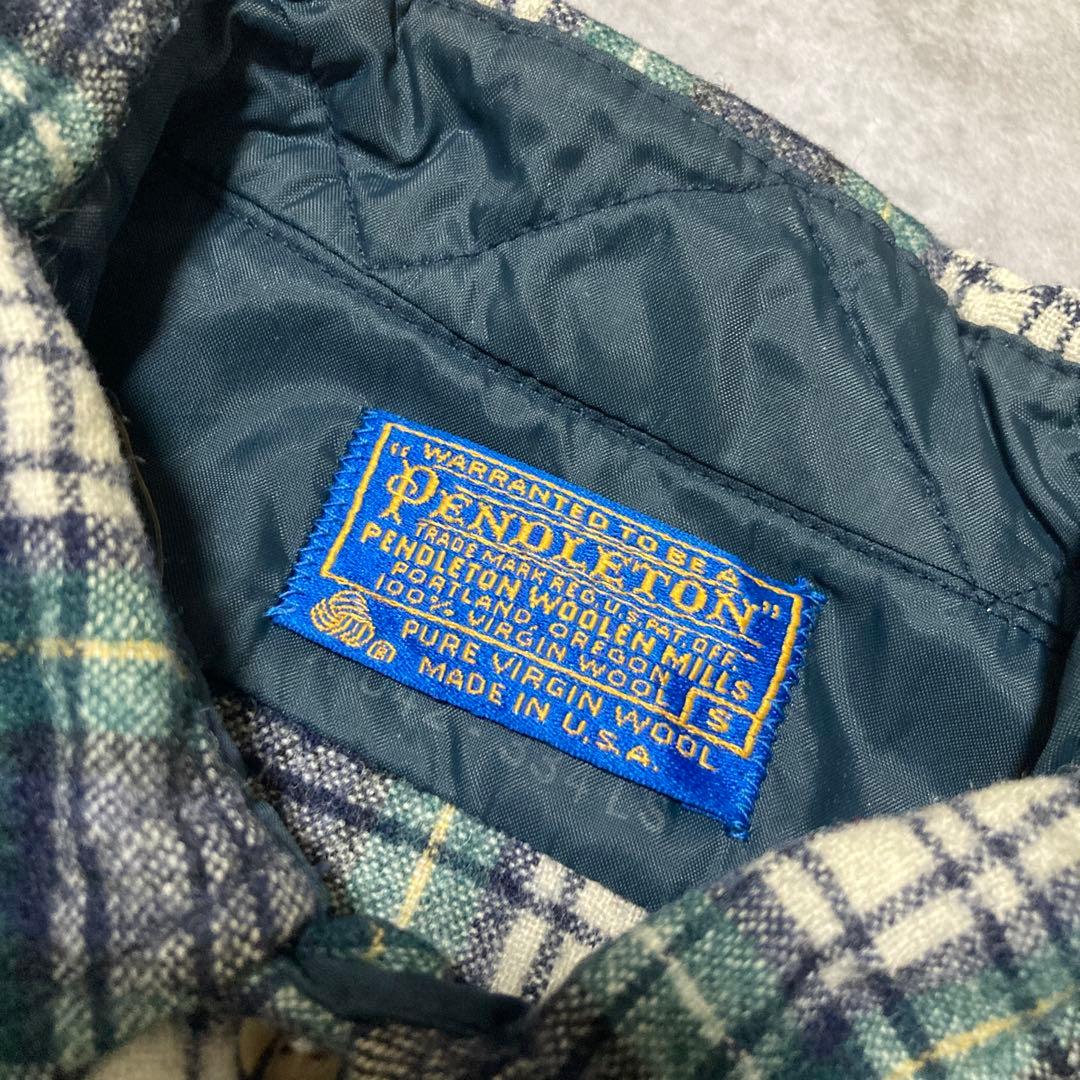 "WARRANTED TO BE A
PENDLETON"
TRADE MARK REG. U.S. PAT. OFF.
PENDLETON WOOLEN MILLS
PORTLAND, OREGON
100% VIRGIN WOOL S
PURE VIRGIN WOOL
® MADE IN U.S.A.